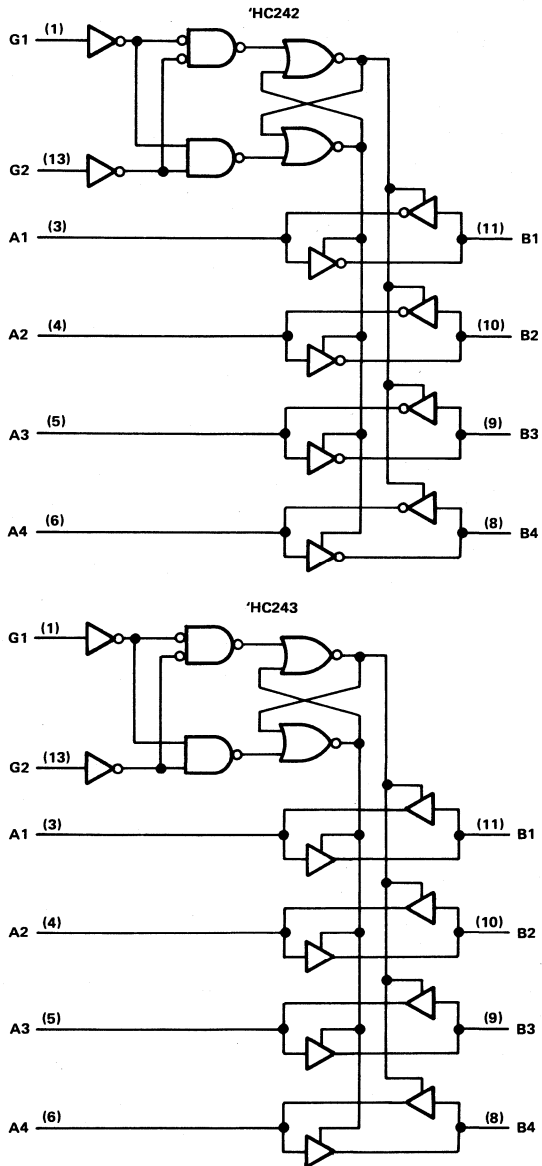 'HC242
G1 (1)
G2 (13)
A1 (3) (11) B1
A2 (4) (10) B2
A3 (5) (9) B3
A4 (6) (8) B4
'HC243
G1 (1)
G2 (13)
A1 (3) (11) B1
A2 (4) (10) B2
A3 (5) (9) B3
A4 (6) (8) B4